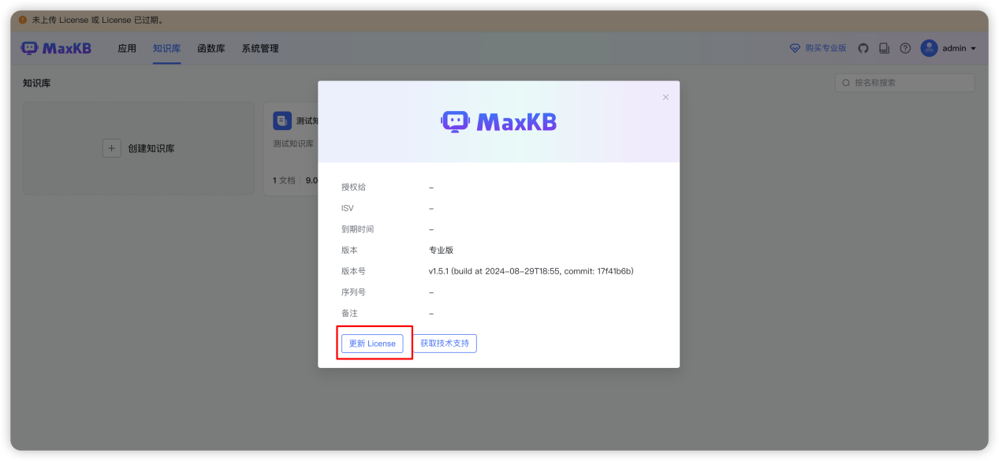 未上传 License 或 License 已过期。
MaxKB 应用 知识库 函数库 系统管理 购买专业版 admin
知识库
按名称搜索
创建知识库
测试知
测试知识库
1 文档 9.0
MaxKB
授权给 –
ISV –
到期时间 –
版本 专业版
版本号 v1.5.1 (build at 2024–08–29T18:55, commit: 17f41b6b)
序列号 –
备注 –
更新 License 获取技术支持